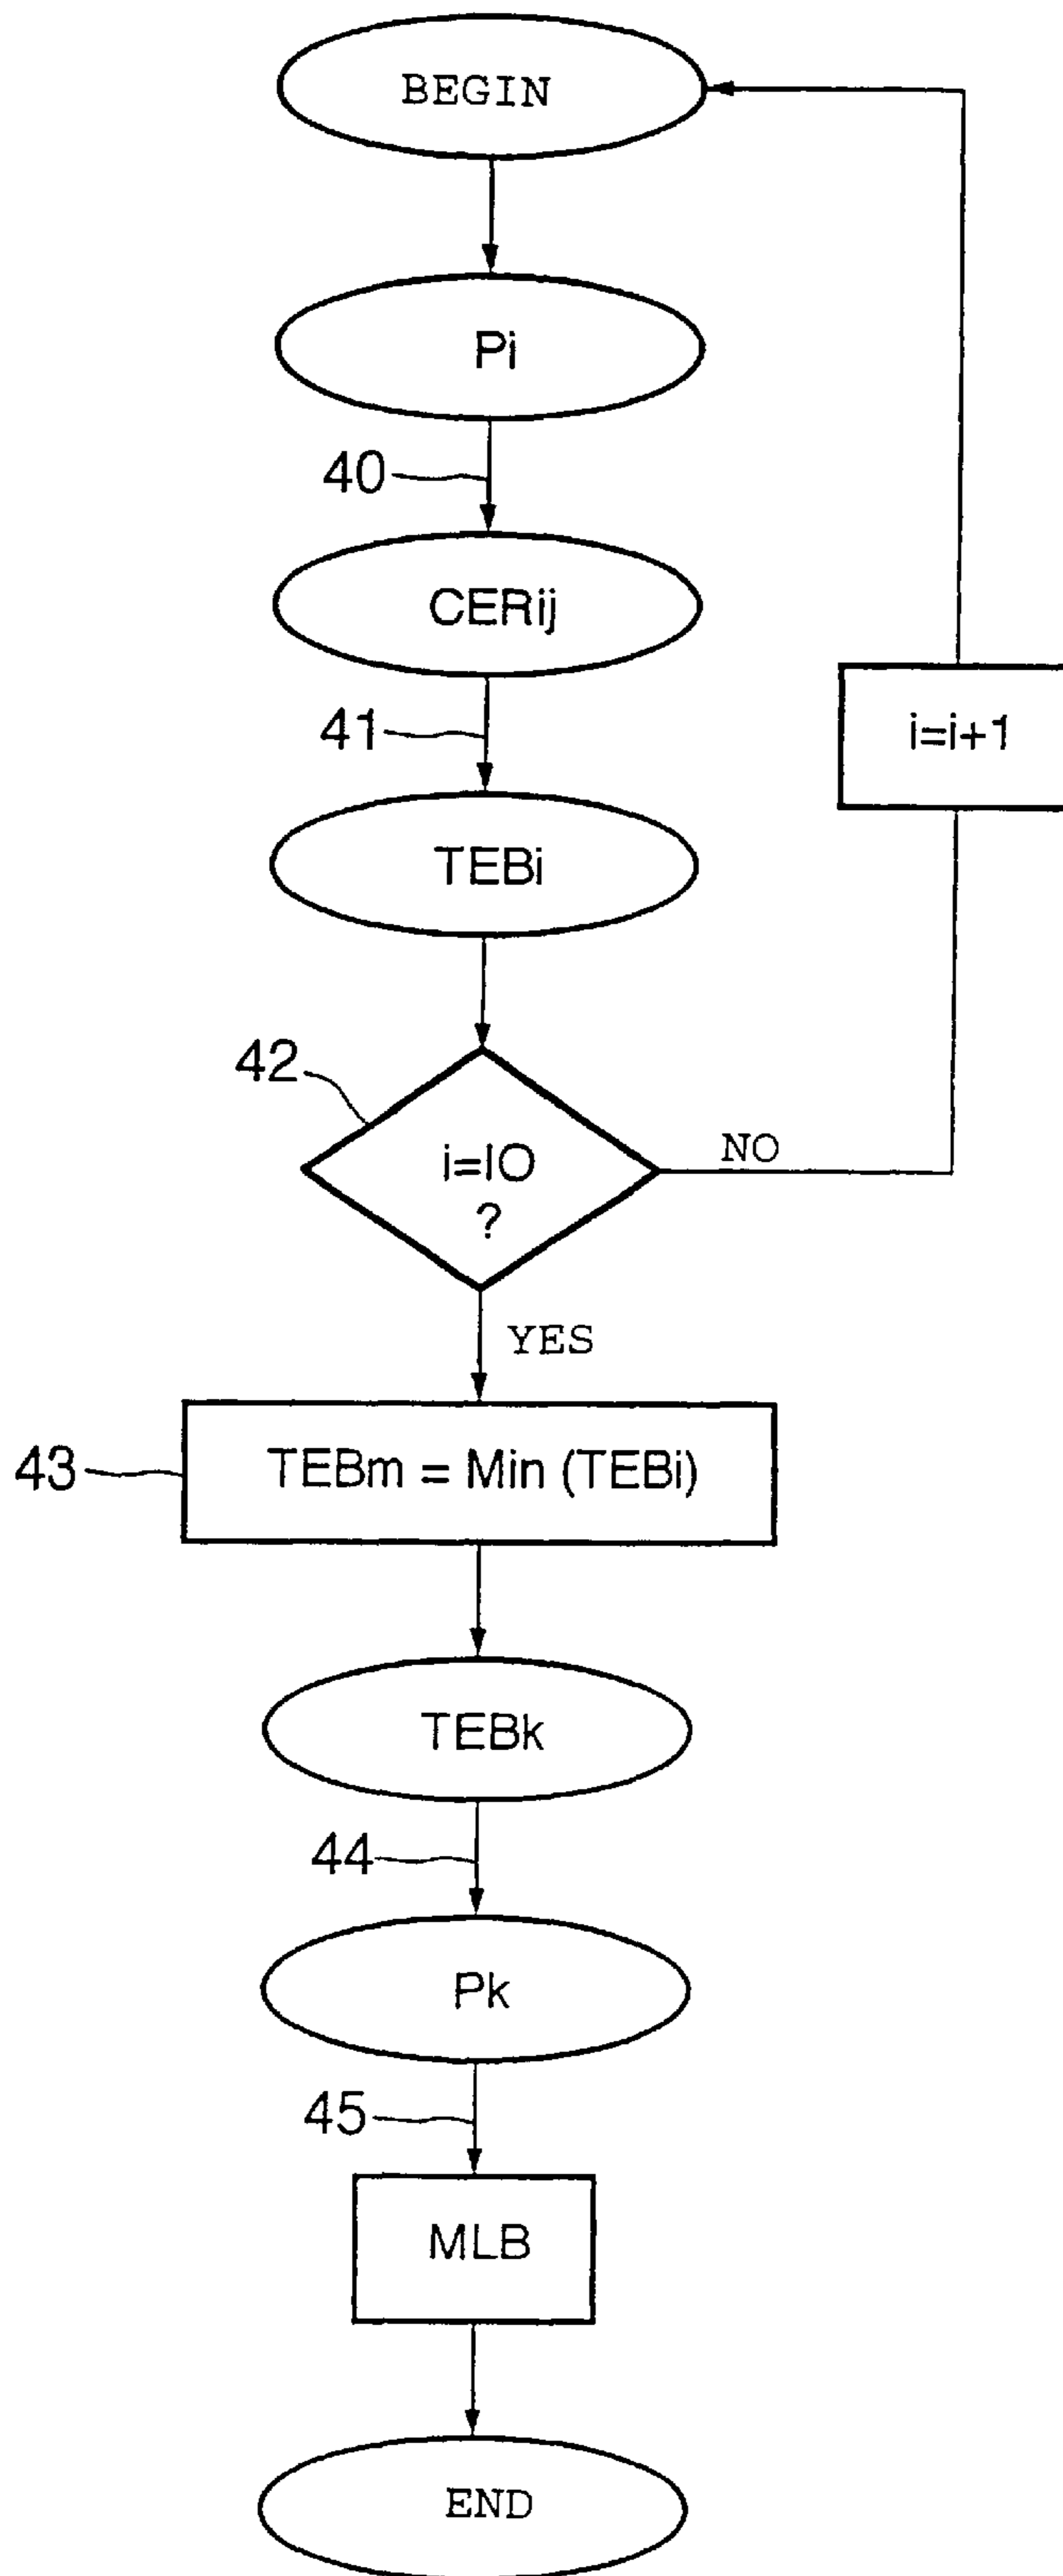 BEGIN
Pi
40
CERij
41
i=i+1
TEBi
42
i=IO
?
NO
YES
43
TEBm = Min (TEBi)
TEBk
44
Pk
45
MLB
END